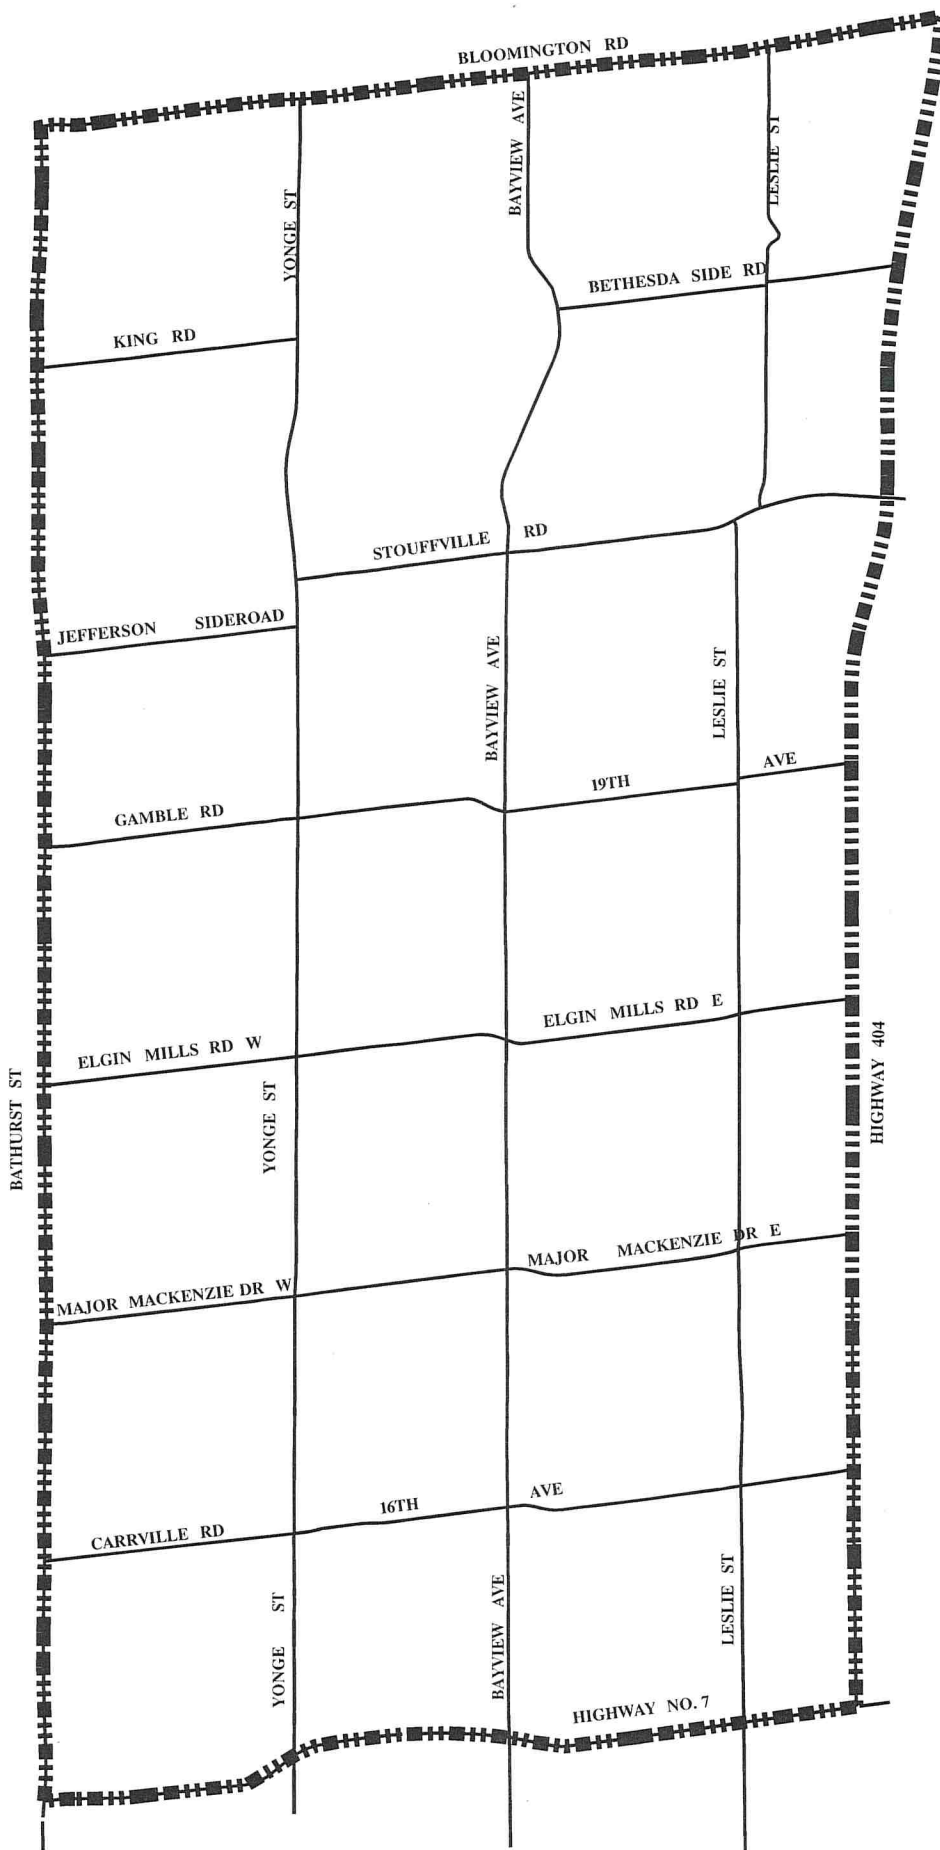 BLOOMINGTON RD
BAYVIEW AVE
LESLIE ST
YONGE ST
BETHESDA SIDE RD
KING RD
STOUFFVILLE RD
JEFFERSON SIDEROAD
BAYVIEW AVE
LESLIE ST
19TH AVE
GAMBLE RD
ELGIN MILLS RD E
ELGIN MILLS RD W
HIGHWAY 404
BATHURST ST
YONGE ST
MAJOR MACKENZIE DR E
MAJOR MACKENZIE DR W
16TH AVE
CARRVILLE RD
YONGE ST
BAYVIEW AVE
LESLIE ST
HIGHWAY NO. 7